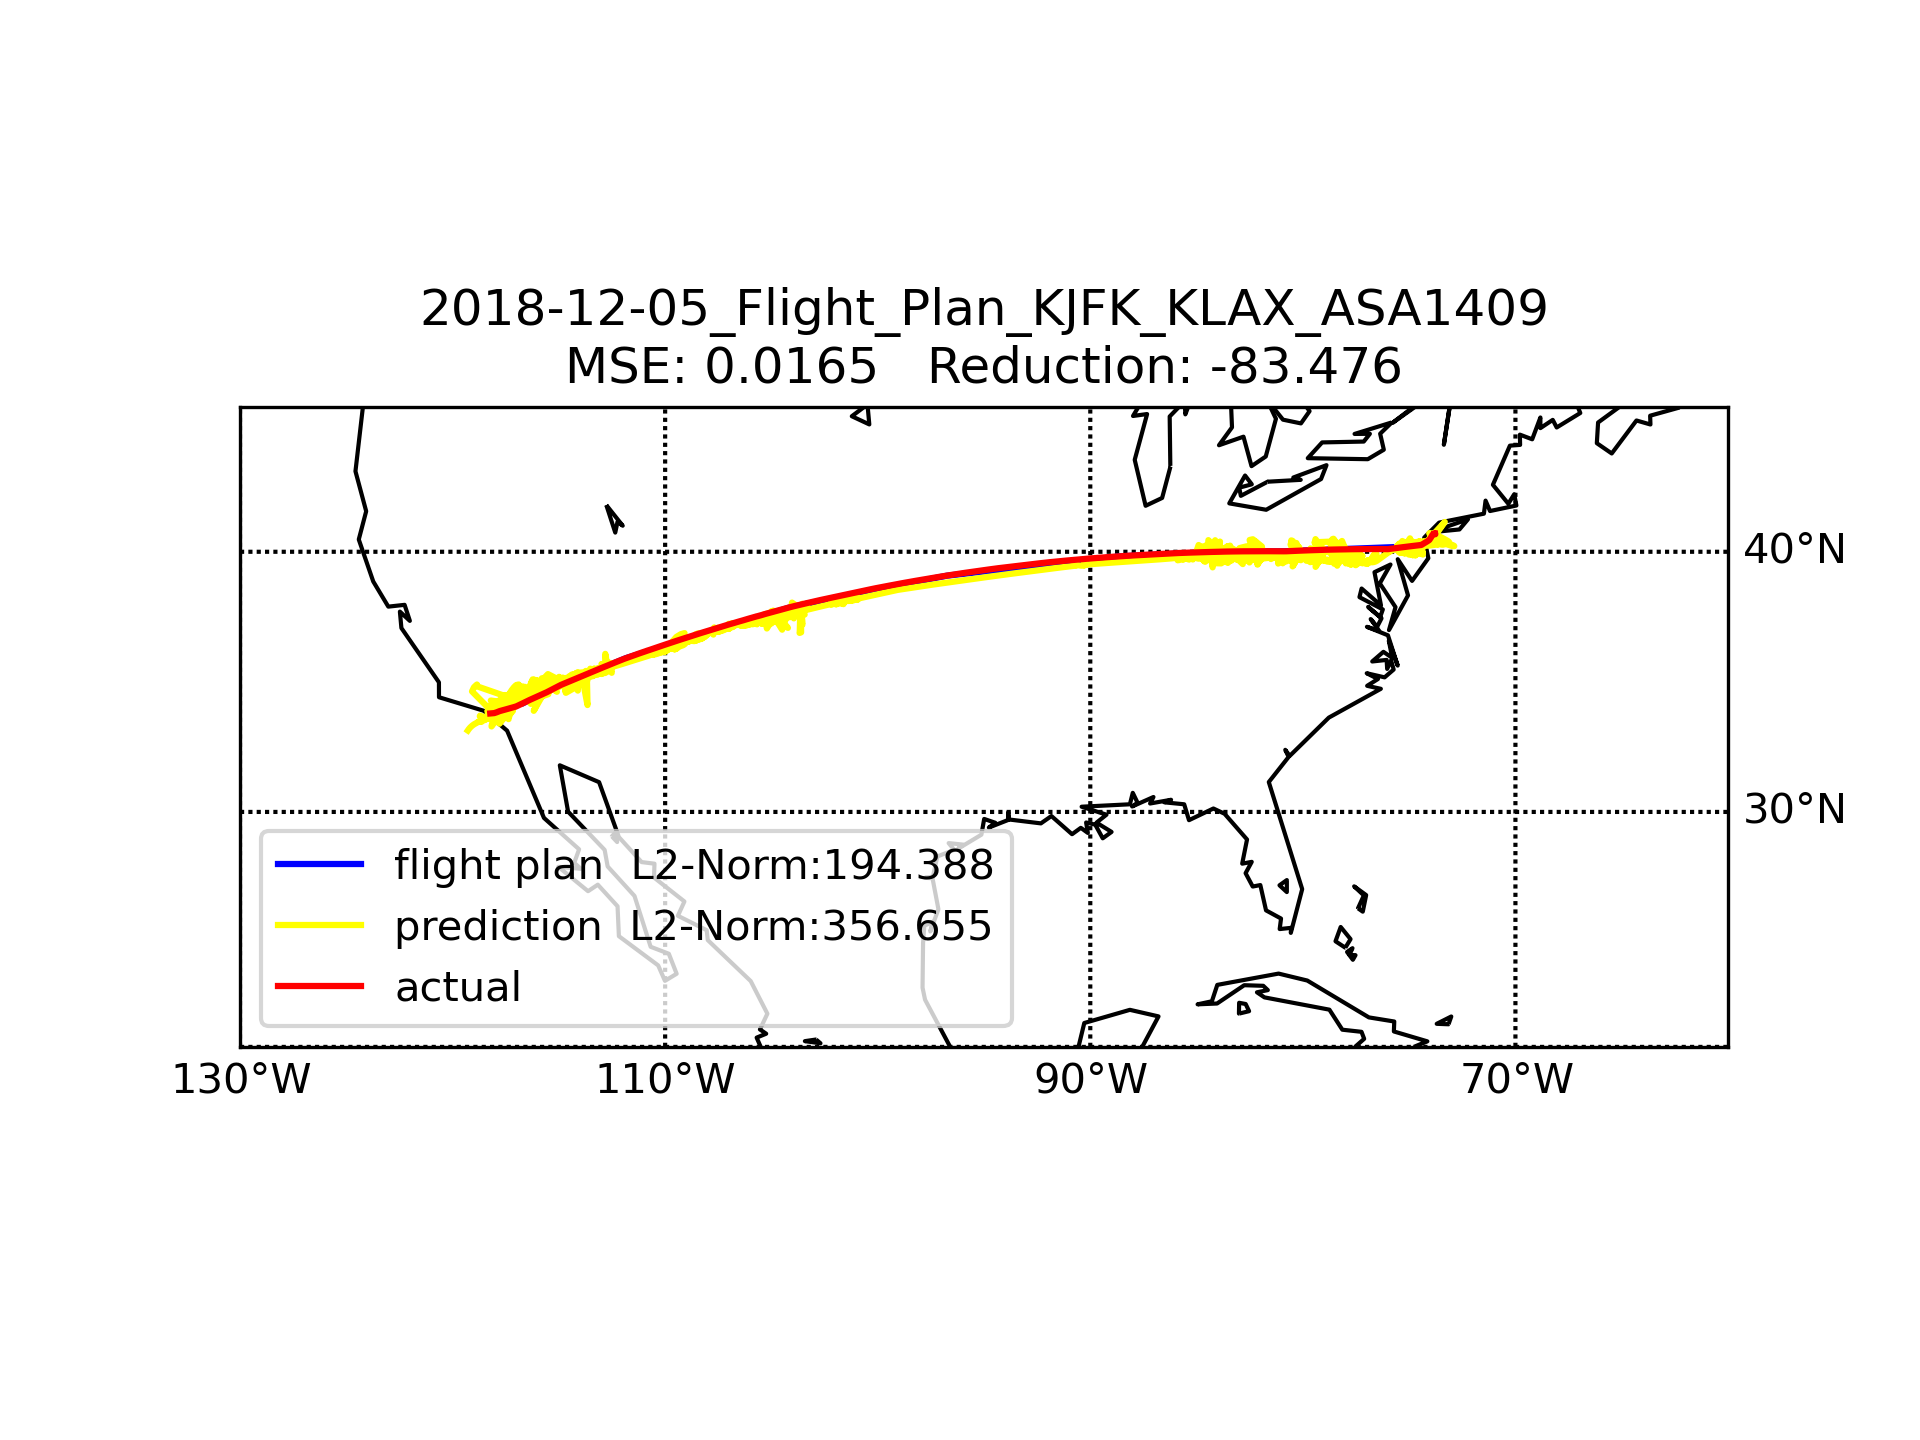 2018-12-05_Flight_Plan_KJFK_KLAX_ASA1409
MSE: 0.0165   Reduction: -83.476
40°N
30°N
flight plan  L2-Norm:194.388
prediction  L2-Norm:356.655
actual
130°W 110°W 90°W 70°W